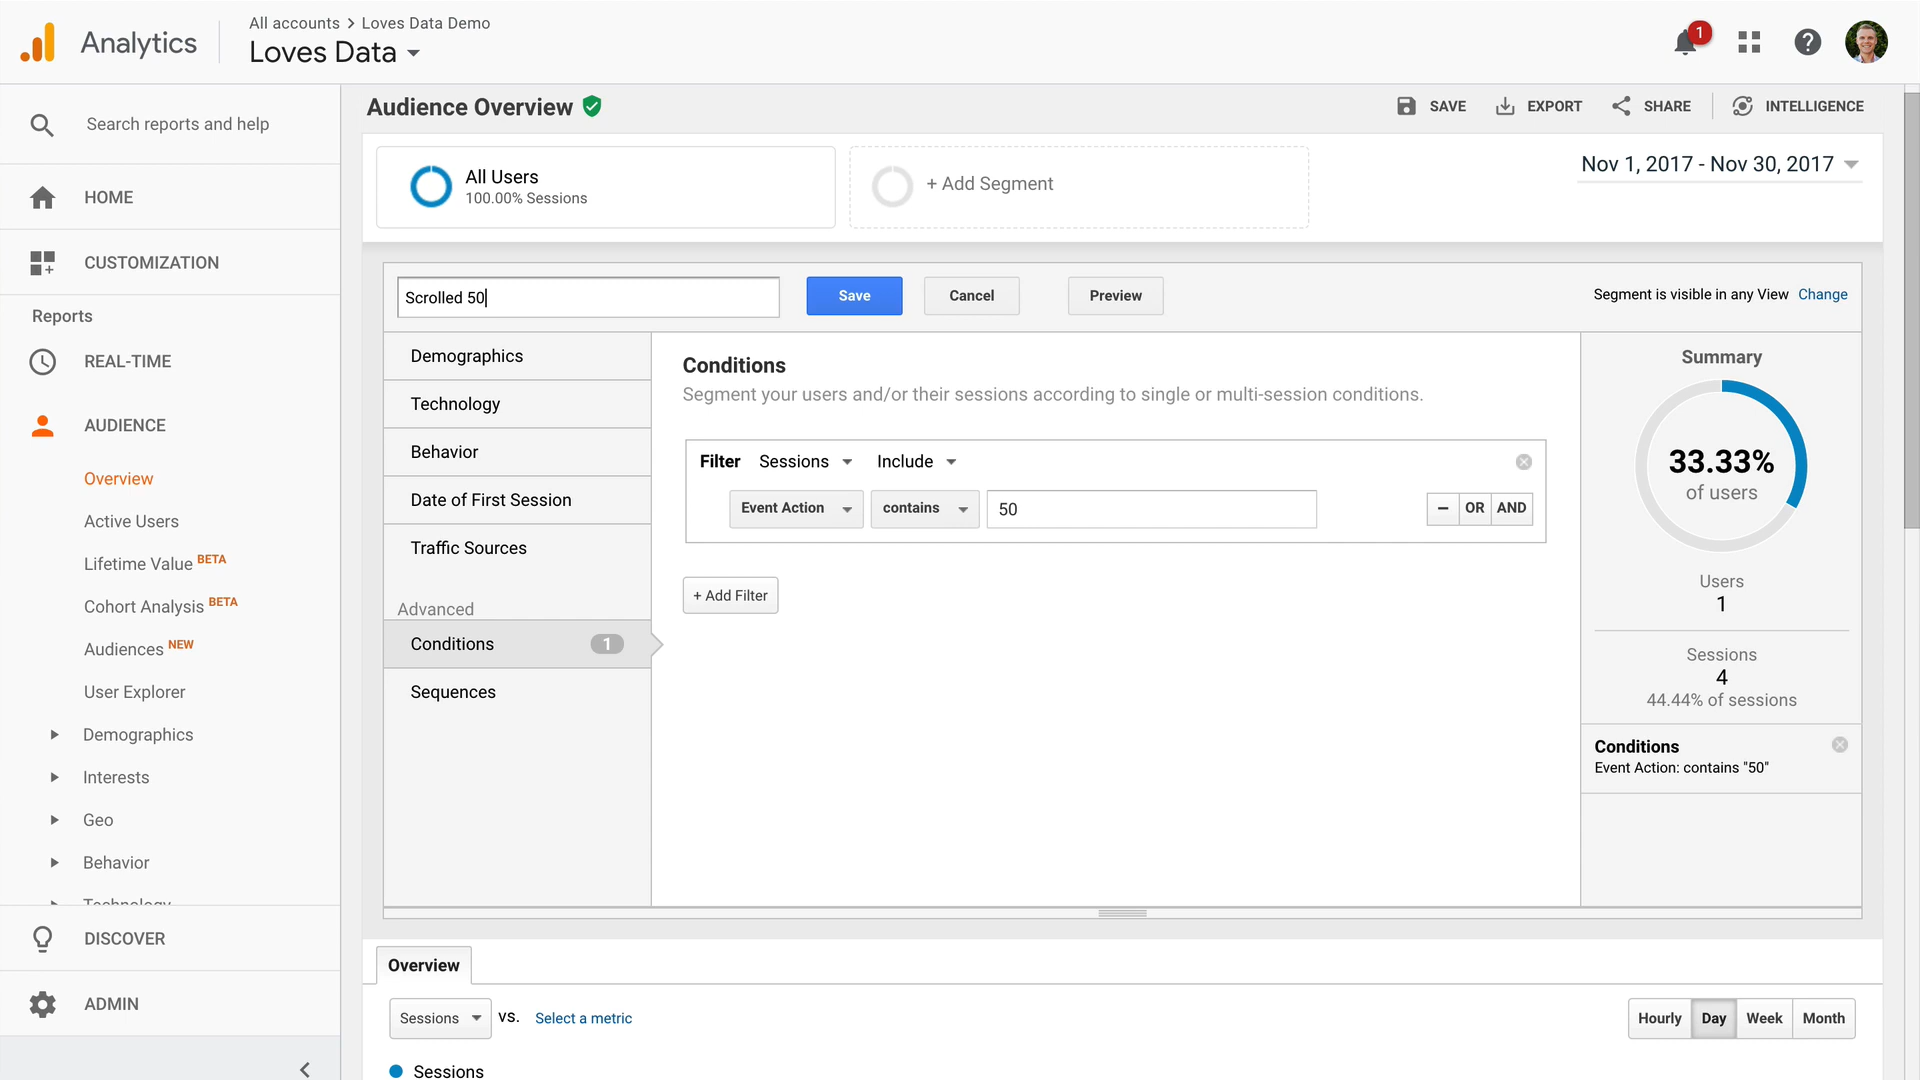 Analytics
All accounts > Loves Data Demo
Loves Data
1
Search reports and help
HOME
CUSTOMIZATION
Reports
REAL-TIME
AUDIENCE
Overview
Active Users
Lifetime Value BETA
Cohort Analysis BETA
Audiences NEW
User Explorer
Demographics
Interests
Geo
Behavior
Technology
DISCOVER
ADMIN
Audience Overview
SAVE
EXPORT
SHARE
INTELLIGENCE
All Users
100.00% Sessions
+ Add Segment
Nov 1, 2017 - Nov 30, 2017
Scrolled 50
Save
Cancel
Preview
Segment is visible in any View Change
Demographics
Technology
Behavior
Date of First Session
Traffic Sources
Advanced
Conditions 1
Sequences
Conditions
Segment your users and/or their sessions according to single or multi-session conditions.
Filter Sessions Include
Event Action contains 50
– OR AND
+ Add Filter
Summary
33.33%
of users
Users
1
Sessions
4
44.44% of sessions
Conditions
Event Action: contains "50"
Overview
Sessions vs. Select a metric
Hourly Day Week Month
Sessions